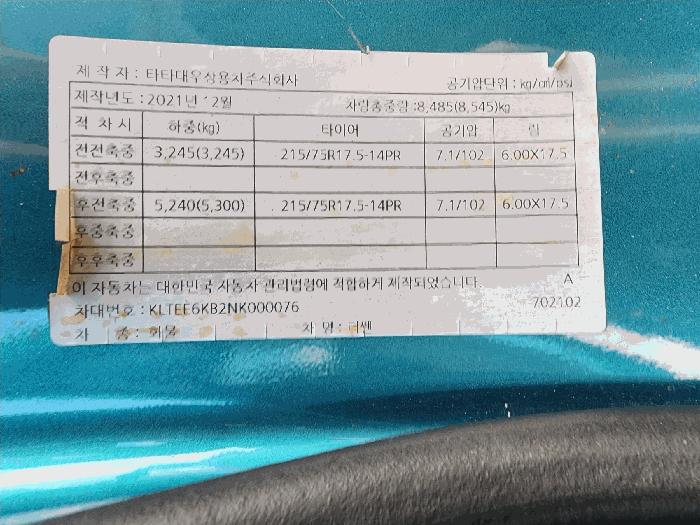 제 작 자 : 타타대우상용차주식회사 공기압단위 : kg/㎠/psi
제작년도 : 2021년 12월 차량총중량 :8,485(8,545)kg
적 차 시 하중(kg) 타이어 공기압 림
전전축중 3,245(3,245) 215/75R17.5-14PR 7.1/102 6.00X17.5
전후축중
후전축중 5,240(5,300) 215/75R17.5-14PR 7.1/102 6.00X17.5
후중축중
후후축중
이 자동차는 대한민국 자동차 관리법령에 적합하게 제작되었습니다. A
차대번호 : KLTEE6KB2NK000076 702102
차 종 : 화물 차 명 : 더쎈